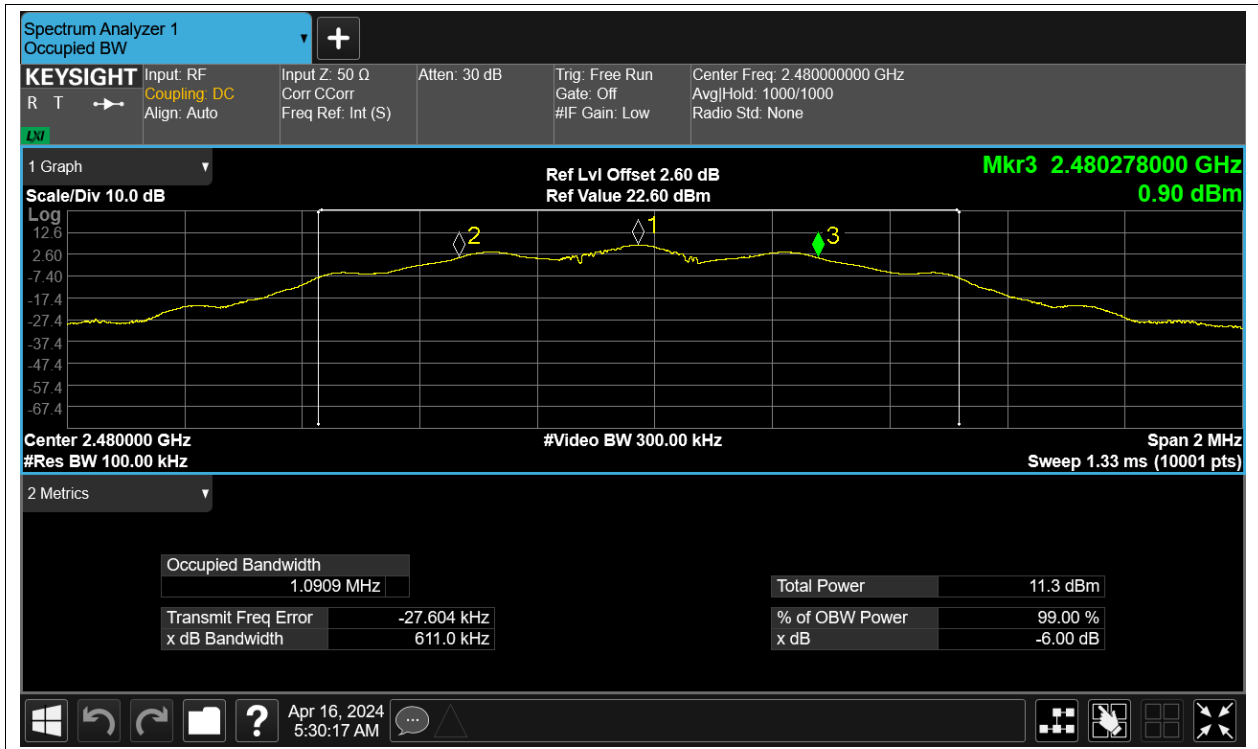 Spectrum Analyzer 1
Occupied BW
KEYSIGHT
R T
LXI
Input: RF
Coupling: DC
Align: Auto
Input Z: 50 Ω
Corr CCorr
Freq Ref: Int (S)
Atten: 30 dB
Trig: Free Run
Gate: Off
#IF Gain: Low
Center Freq: 2.480000000 GHz
Avg|Hold: 1000/1000
Radio Std: None
1 Graph
Scale/Div 10.0 dB
Ref Lvl Offset 2.60 dB
Ref Value 22.60 dBm
Mkr3 2.480278000 GHz
0.90 dBm
Log
12.6
2.60
-7.40
-17.4
-27.4
-37.4
-47.4
-57.4
-67.4
2
1
3
Center 2.480000 GHz
#Video BW 300.00 kHz
Span 2 MHz
#Res BW 100.00 kHz
Sweep 1.33 ms (10001 pts)
2 Metrics
Occupied Bandwidth
1.0909 MHz
Transmit Freq Error -27.604 kHz
x dB Bandwidth 611.0 kHz
Total Power 11.3 dBm
% of OBW Power 99.00 %
x dB -6.00 dB
?
Apr 16, 2024
5:30:17 AM